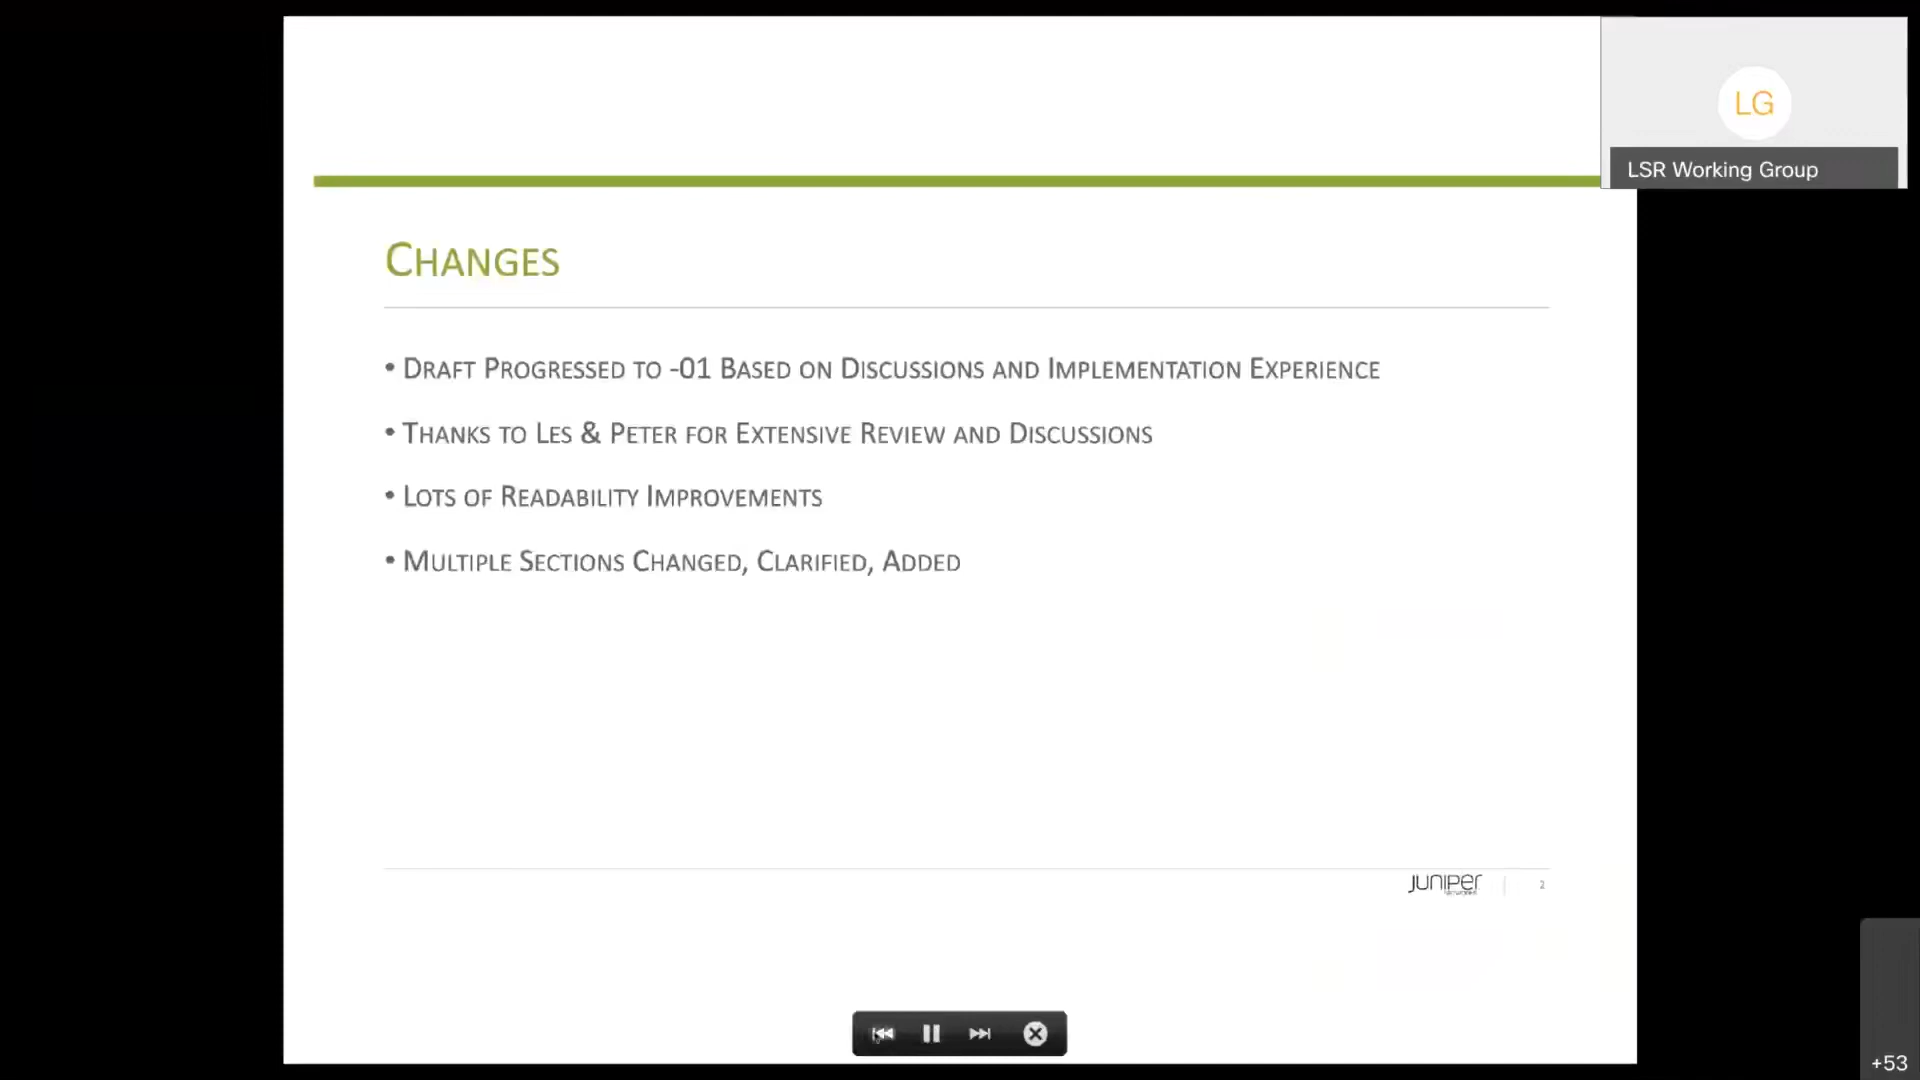 LG
LSR Working Group
Changes
• Draft Progressed to -01 Based on Discussions and Implementation Experience
• Thanks to Les & Peter for Extensive Review and Discussions
• Lots of Readability Improvements
• Multiple Sections Changed, Clarified, Added
JUNIPER
NETWORKS
2
+53